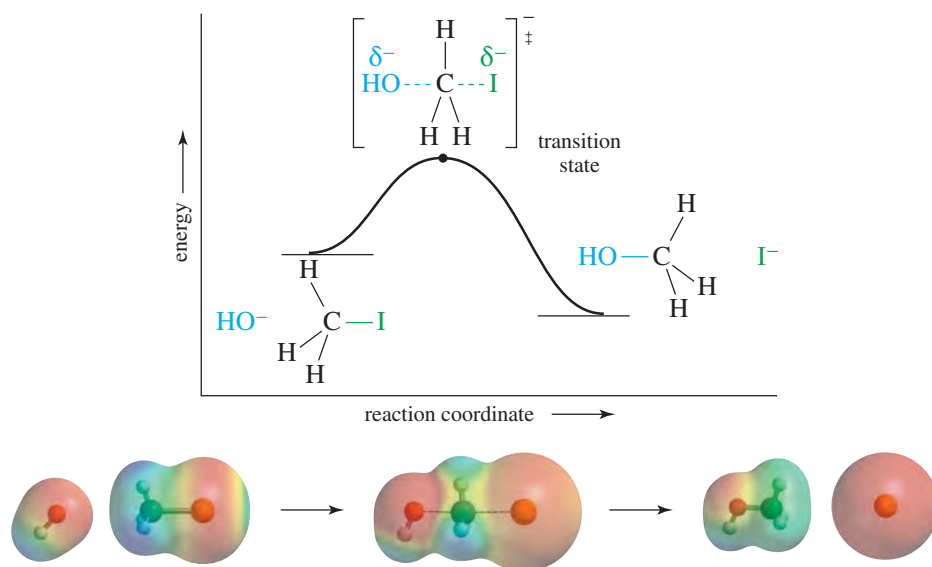 H
−
‡
δ− δ−
HO C I
H H
transition
state
energy
H
HO C I−
H
H
H
HO− C I
H
H
reaction coordinate